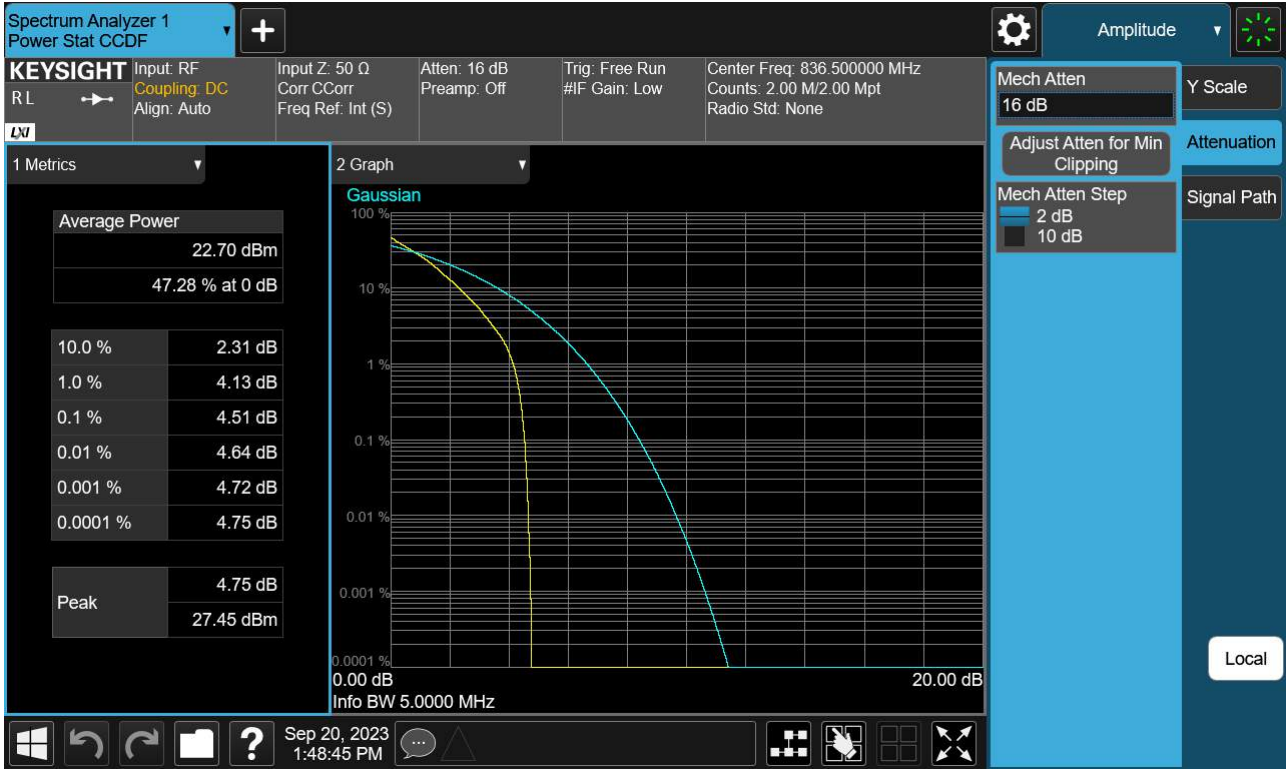 Spectrum Analyzer 1
Power Stat CCDF
Amplitude
KEYSIGHT
R L
LXI
Input: RF
Coupling: DC
Align: Auto
Input Z: 50 Ω
Corr CCorr
Freq Ref: Int (S)
Atten: 16 dB
Preamp: Off
Trig: Free Run
#IF Gain: Low
Center Freq: 836.500000 MHz
Counts: 2.00 M/2.00 Mpt
Radio Std: None
Mech Atten
16 dB
Adjust Atten for Min
Clipping
Mech Atten Step
2 dB
10 dB
Y Scale
Attenuation
Signal Path
Local
1 Metrics
Average Power
22.70 dBm
47.28 % at 0 dB
10.0 % 2.31 dB
1.0 % 4.13 dB
0.1 % 4.51 dB
0.01 % 4.64 dB
0.001 % 4.72 dB
0.0001 % 4.75 dB
Peak
4.75 dB
27.45 dBm
2 Graph
Gaussian
100 %
10 %
1 %
0.1 %
0.01 %
0.001 %
0.0001 %
0.00 dB 20.00 dB
Info BW 5.0000 MHz
?
Sep 20, 2023
1:48:45 PM